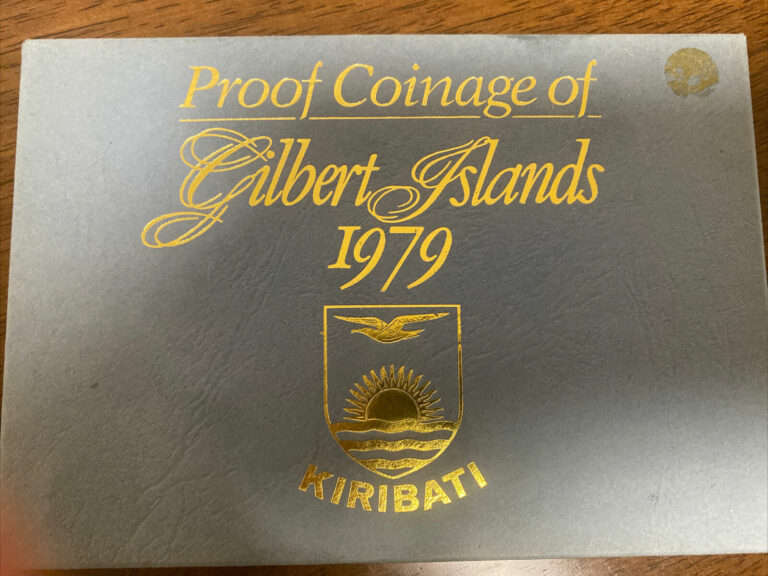 Proof Coinage of
Gilbert Islands
1979
KIRIBATI